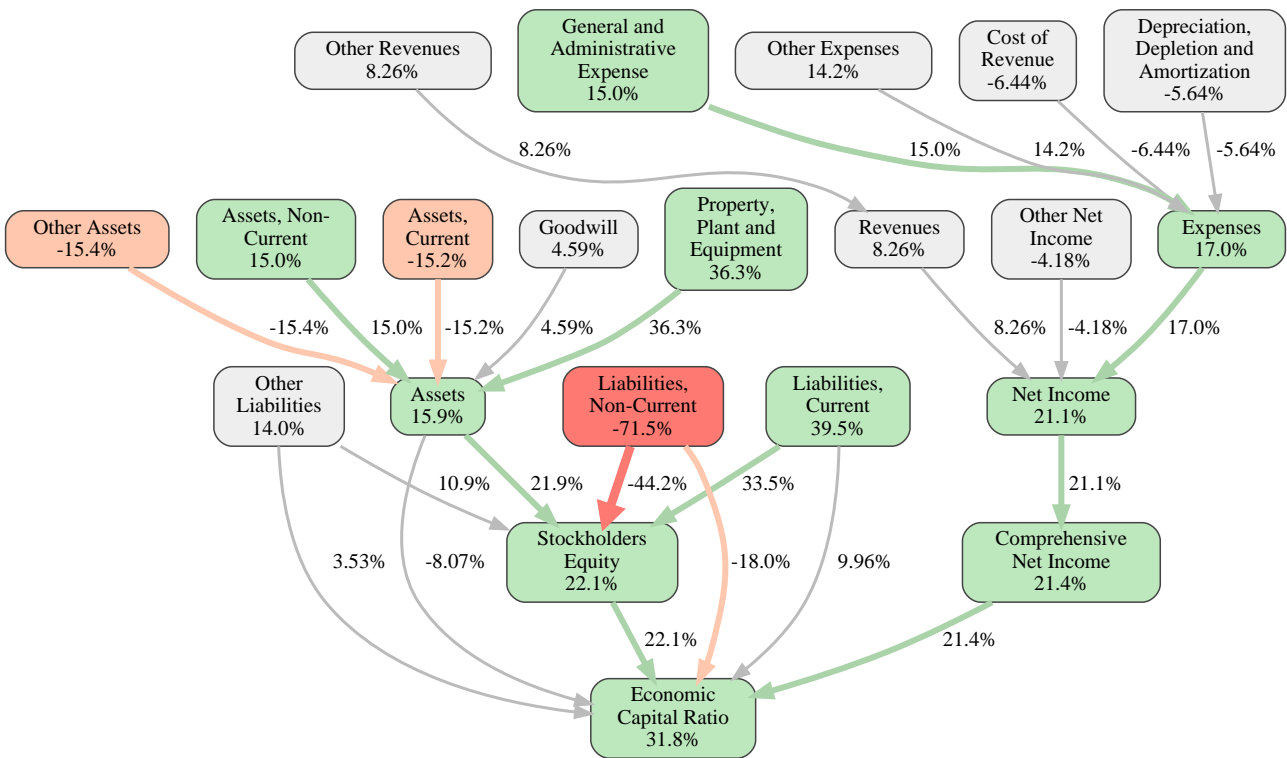 Other Revenues
8.26%
General and
Administrative
Expense
15.0%
Other Expenses
14.2%
Cost of
Revenue
-6.44%
Depreciation,
Depletion and
Amortization
-5.64%
8.26%
15.0%
14.2%
-6.44%
-5.64%
Other Assets
-15.4%
Assets, Non-
Current
15.0%
Assets,
Current
-15.2%
Goodwill
4.59%
Property,
Plant and
Equipment
36.3%
Revenues
8.26%
Other Net
Income
-4.18%
Expenses
17.0%
-15.4%
15.0%
-15.2%
4.59%
36.3%
8.26%
-4.18%
17.0%
Other
Liabilities
14.0%
Assets
15.9%
Liabilities,
Non-Current
-71.5%
Liabilities,
Current
39.5%
Net Income
21.1%
10.9%
21.9%
-44.2%
33.5%
21.1%
3.53%
-8.07%
Stockholders
Equity
22.1%
-18.0%
9.96%
Comprehensive
Net Income
21.4%
22.1%
21.4%
Economic
Capital Ratio
31.8%